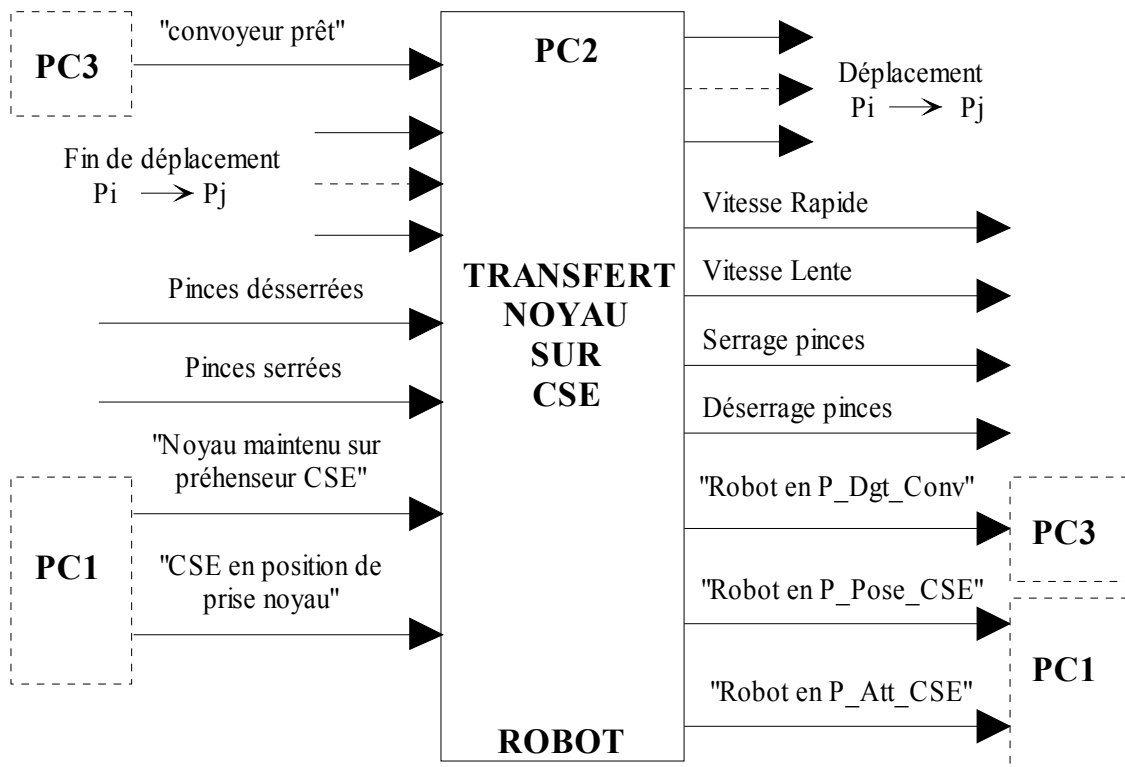 "convoyeur prêt"
PC3
Fin de déplacement
Pi Pj
Pinces désserrées
Pinces serrées
"Noyau maintenu sur
préhenseur CSE"
PC1
"CSE en position de
prise noyau"
PC2
TRANSFERT
NOYAU
SUR
CSE
ROBOT
Déplacement
Pi Pj
Vitesse Rapide
Vitesse Lente
Serrage pinces
Déserrage pinces
"Robot en P_Dgt_Conv"
PC3
"Robot en P_Pose_CSE"
PC1
"Robot en P_Att_CSE"